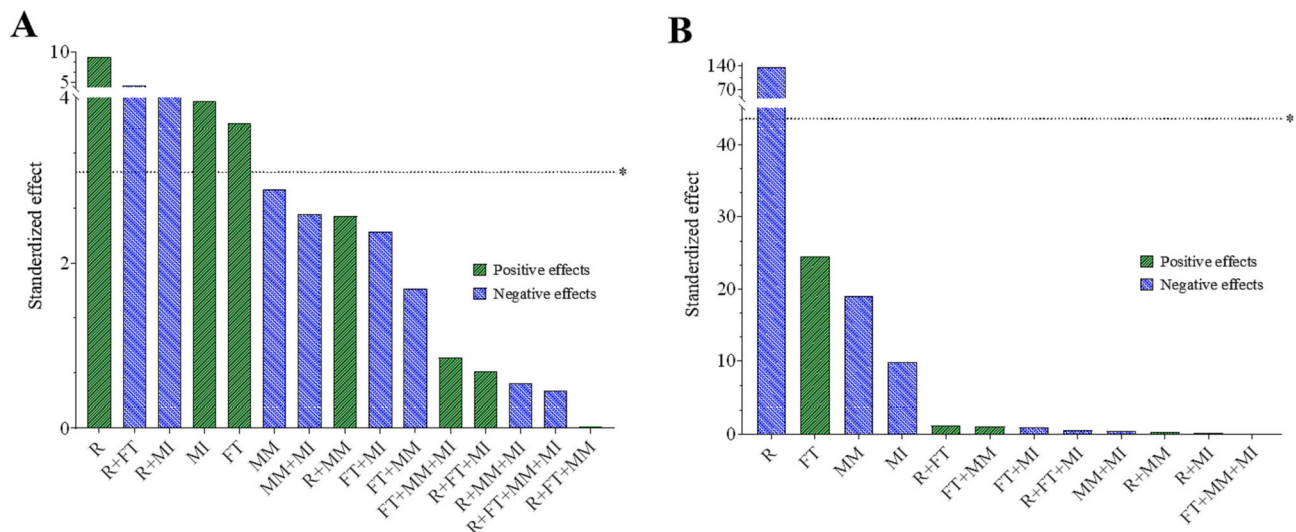 A
10
5
4
2
0
Standerdized effect
*
Positive effects
Negative effects
R
R+FT
R+MI
MI
FT
MM
MM+MI
R+MM
FT+MI
FT+MM
FT+MM+MI
R+FT+MI
R+MM+MI
R+FT+MM+MI
R+FT+MM
B
140
70
40
30
20
10
0
Standerdized effect
*
Positive effects
Negative effects
R
FT
MM
MI
R+FT
FT+MM
FT+MI
R+FT+MI
MM+MI
R+MM
R+MI
FT+MM+MI